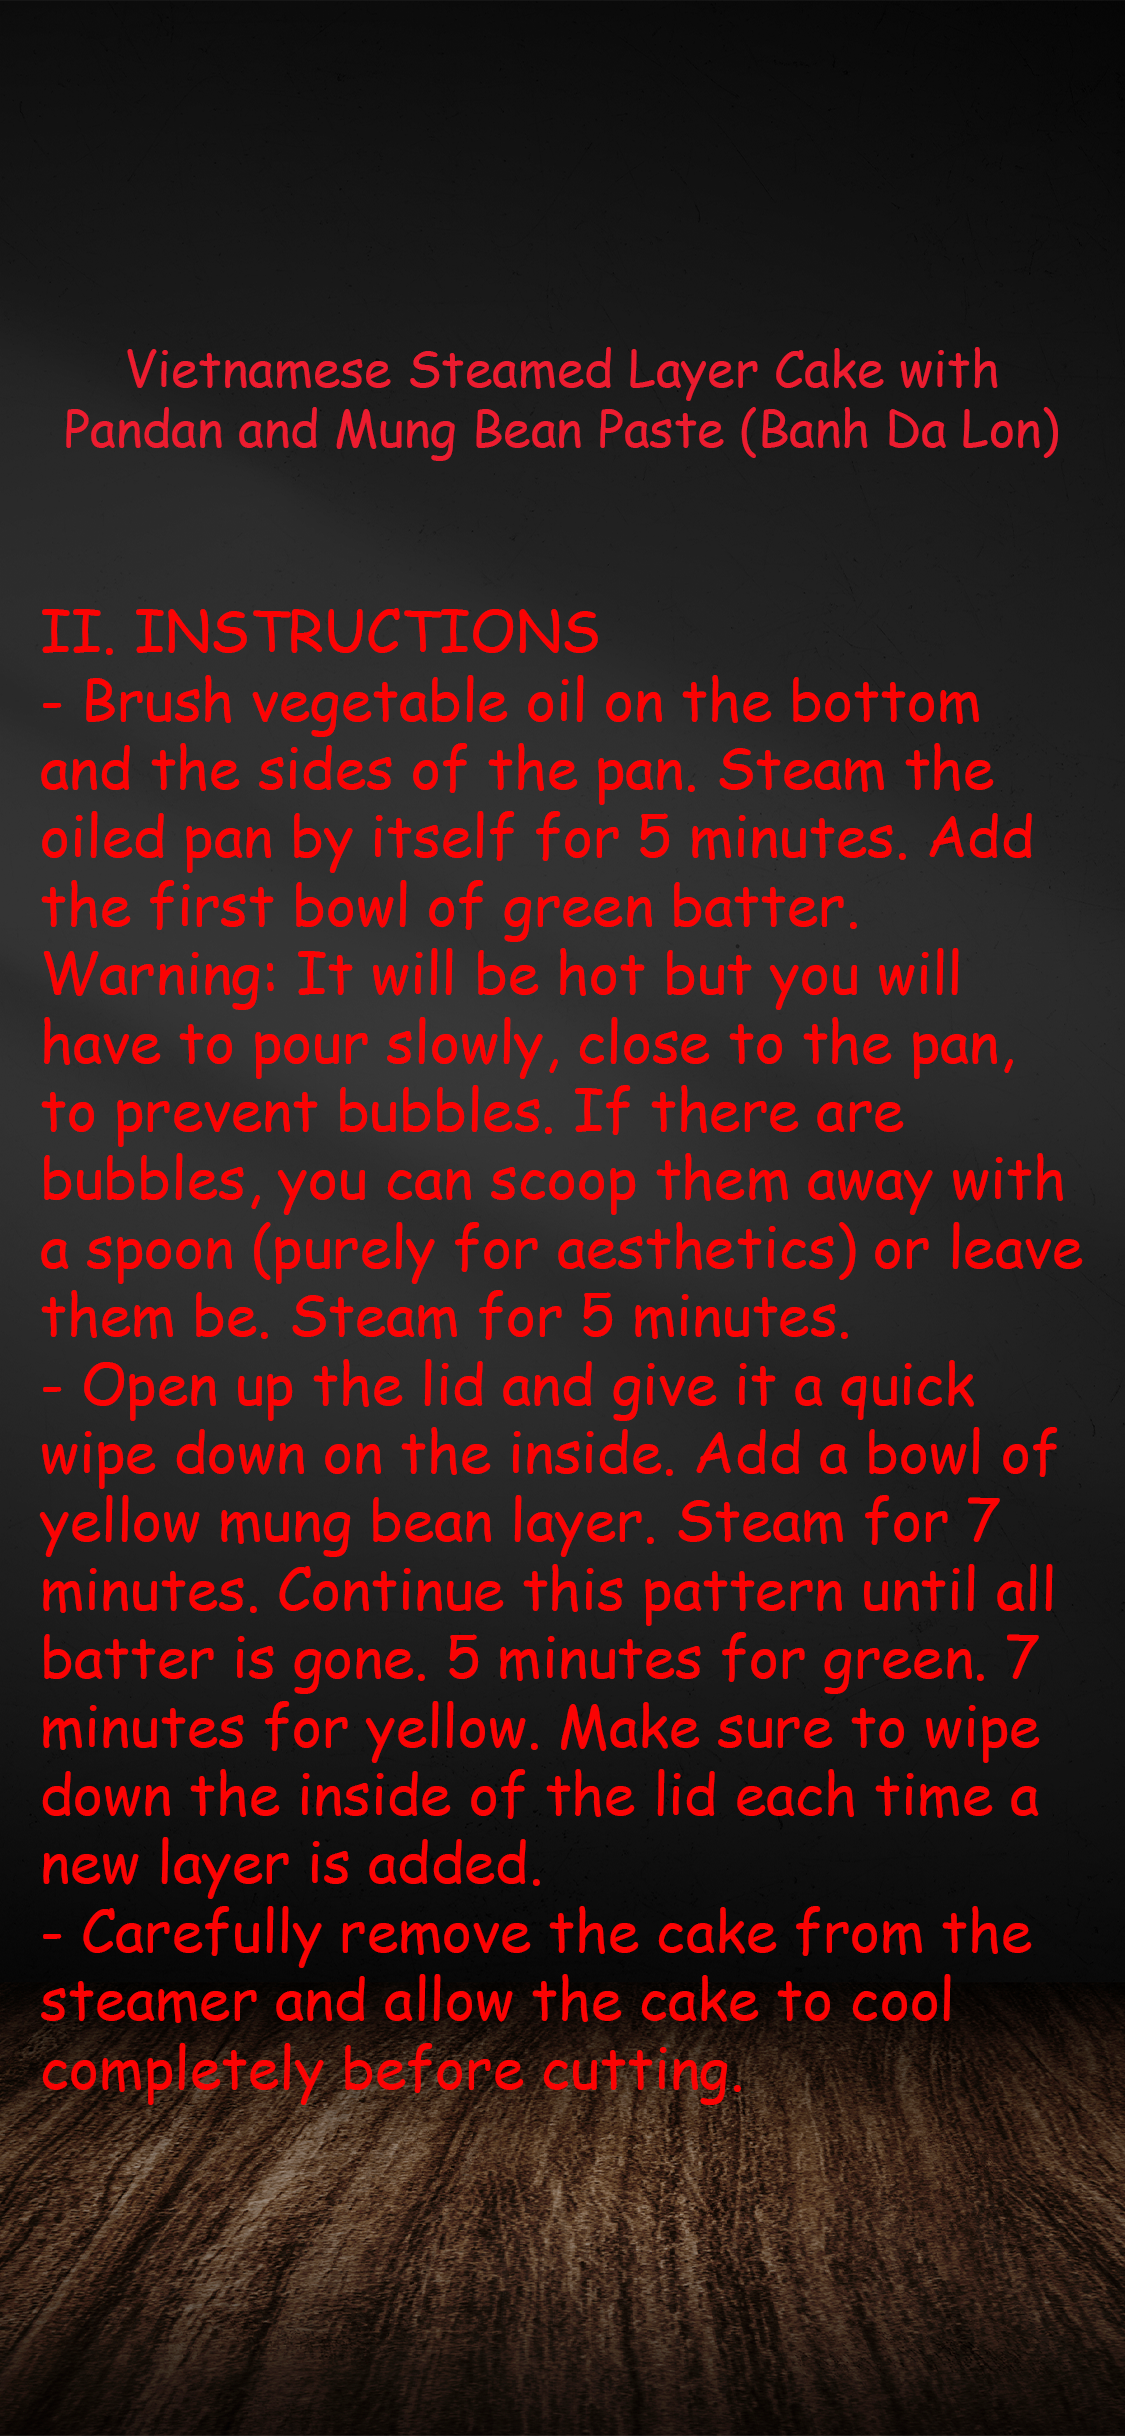 Vietnamese Steamed Layer Cake with
Pandan and Mung Bean Paste (Banh Da Lon)
II. INSTRUCTIONS
- Brush vegetable oil on the bottom
and the sides of the pan. Steam the
oiled pan by itself for 5 minutes. Add
the first bowl of green batter.
Warning: It will be hot but you will
have to pour slowly, close to the pan,
to prevent bubbles. If there are
bubbles, you can scoop them away with
a spoon (purely for aesthetics) or leave
them be. Steam for 5 minutes.
- Open up the lid and give it a quick
wipe down on the inside. Add a bowl of
yellow mung bean layer. Steam for 7
minutes. Continue this pattern until all
batter is gone. 5 minutes for green. 7
minutes for yellow. Make sure to wipe
down the inside of the lid each time a
new layer is added.
- Carefully remove the cake from the
steamer and allow the cake to cool
completely before cutting.